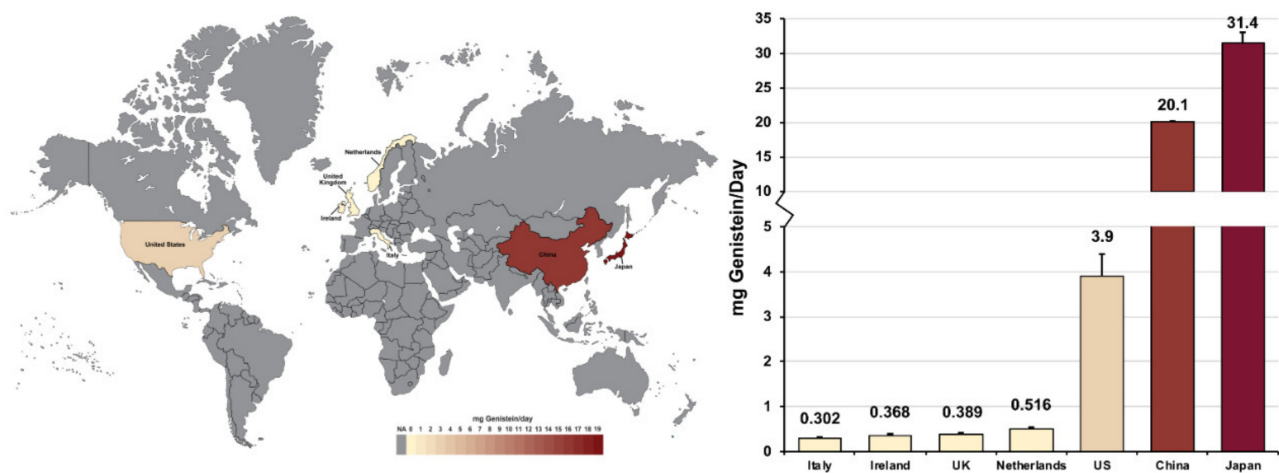 Netherlands
United
Kingdom
Ireland
Italy
United States
China
Japan
mg Genistein/day
NA 0 1 2 3 4 5 6 7 8 9 10 11 12 13 14 15 16 17 18 19
mg Genistein/Day
35
30
25
20
15
10
5
4
3
2
1
0
0.302
0.368
0.389
0.516
3.9
20.1
31.4
Italy Ireland UK Netherlands US China Japan